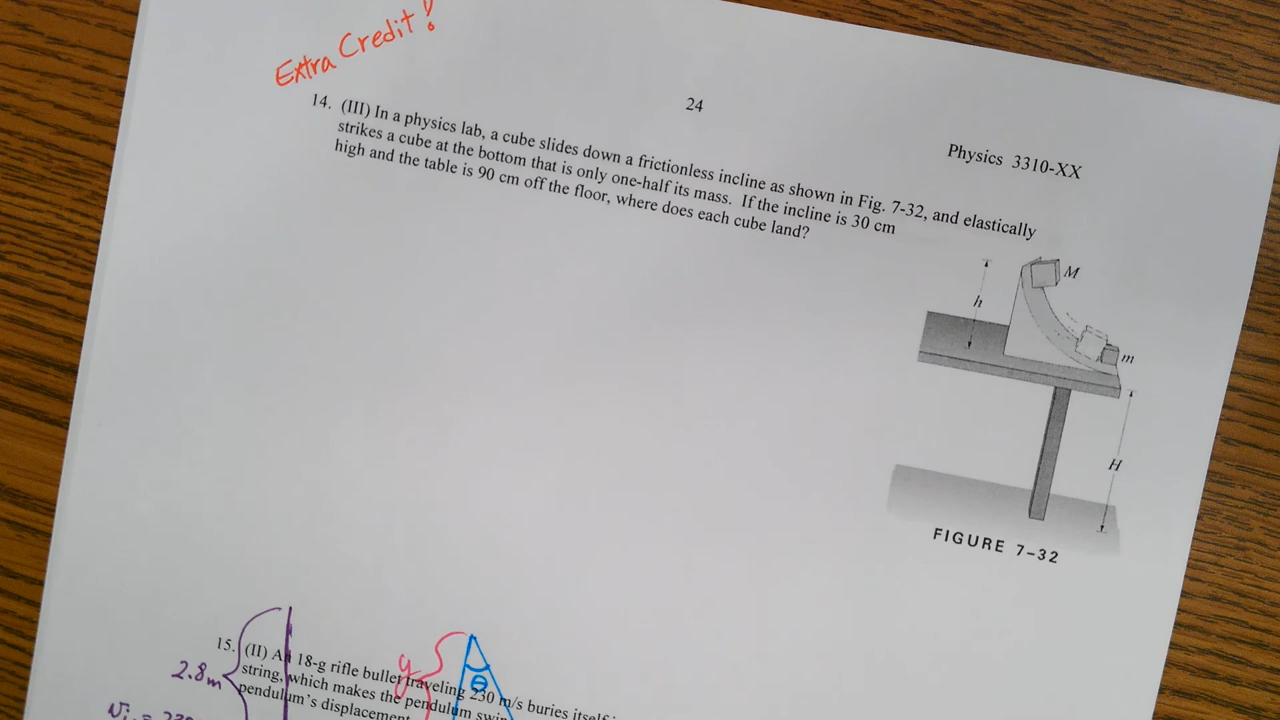 Extra Credit!
24
Physics 3310-XX
14. (III) In a physics lab, a cube slides down a frictionless incline as shown in Fig. 7-32, and elastically
strikes a cube at the bottom that is only one-half its mass. If the incline is 30 cm
high and the table is 90 cm off the floor, where does each cube land?
M
h
m
H
FIGURE 7-32
15. (II) An 18-g rifle bullet traveling 230 m/s buries itself
string, which makes the pendulum
pendulum's displacement
2.8m
y
θ